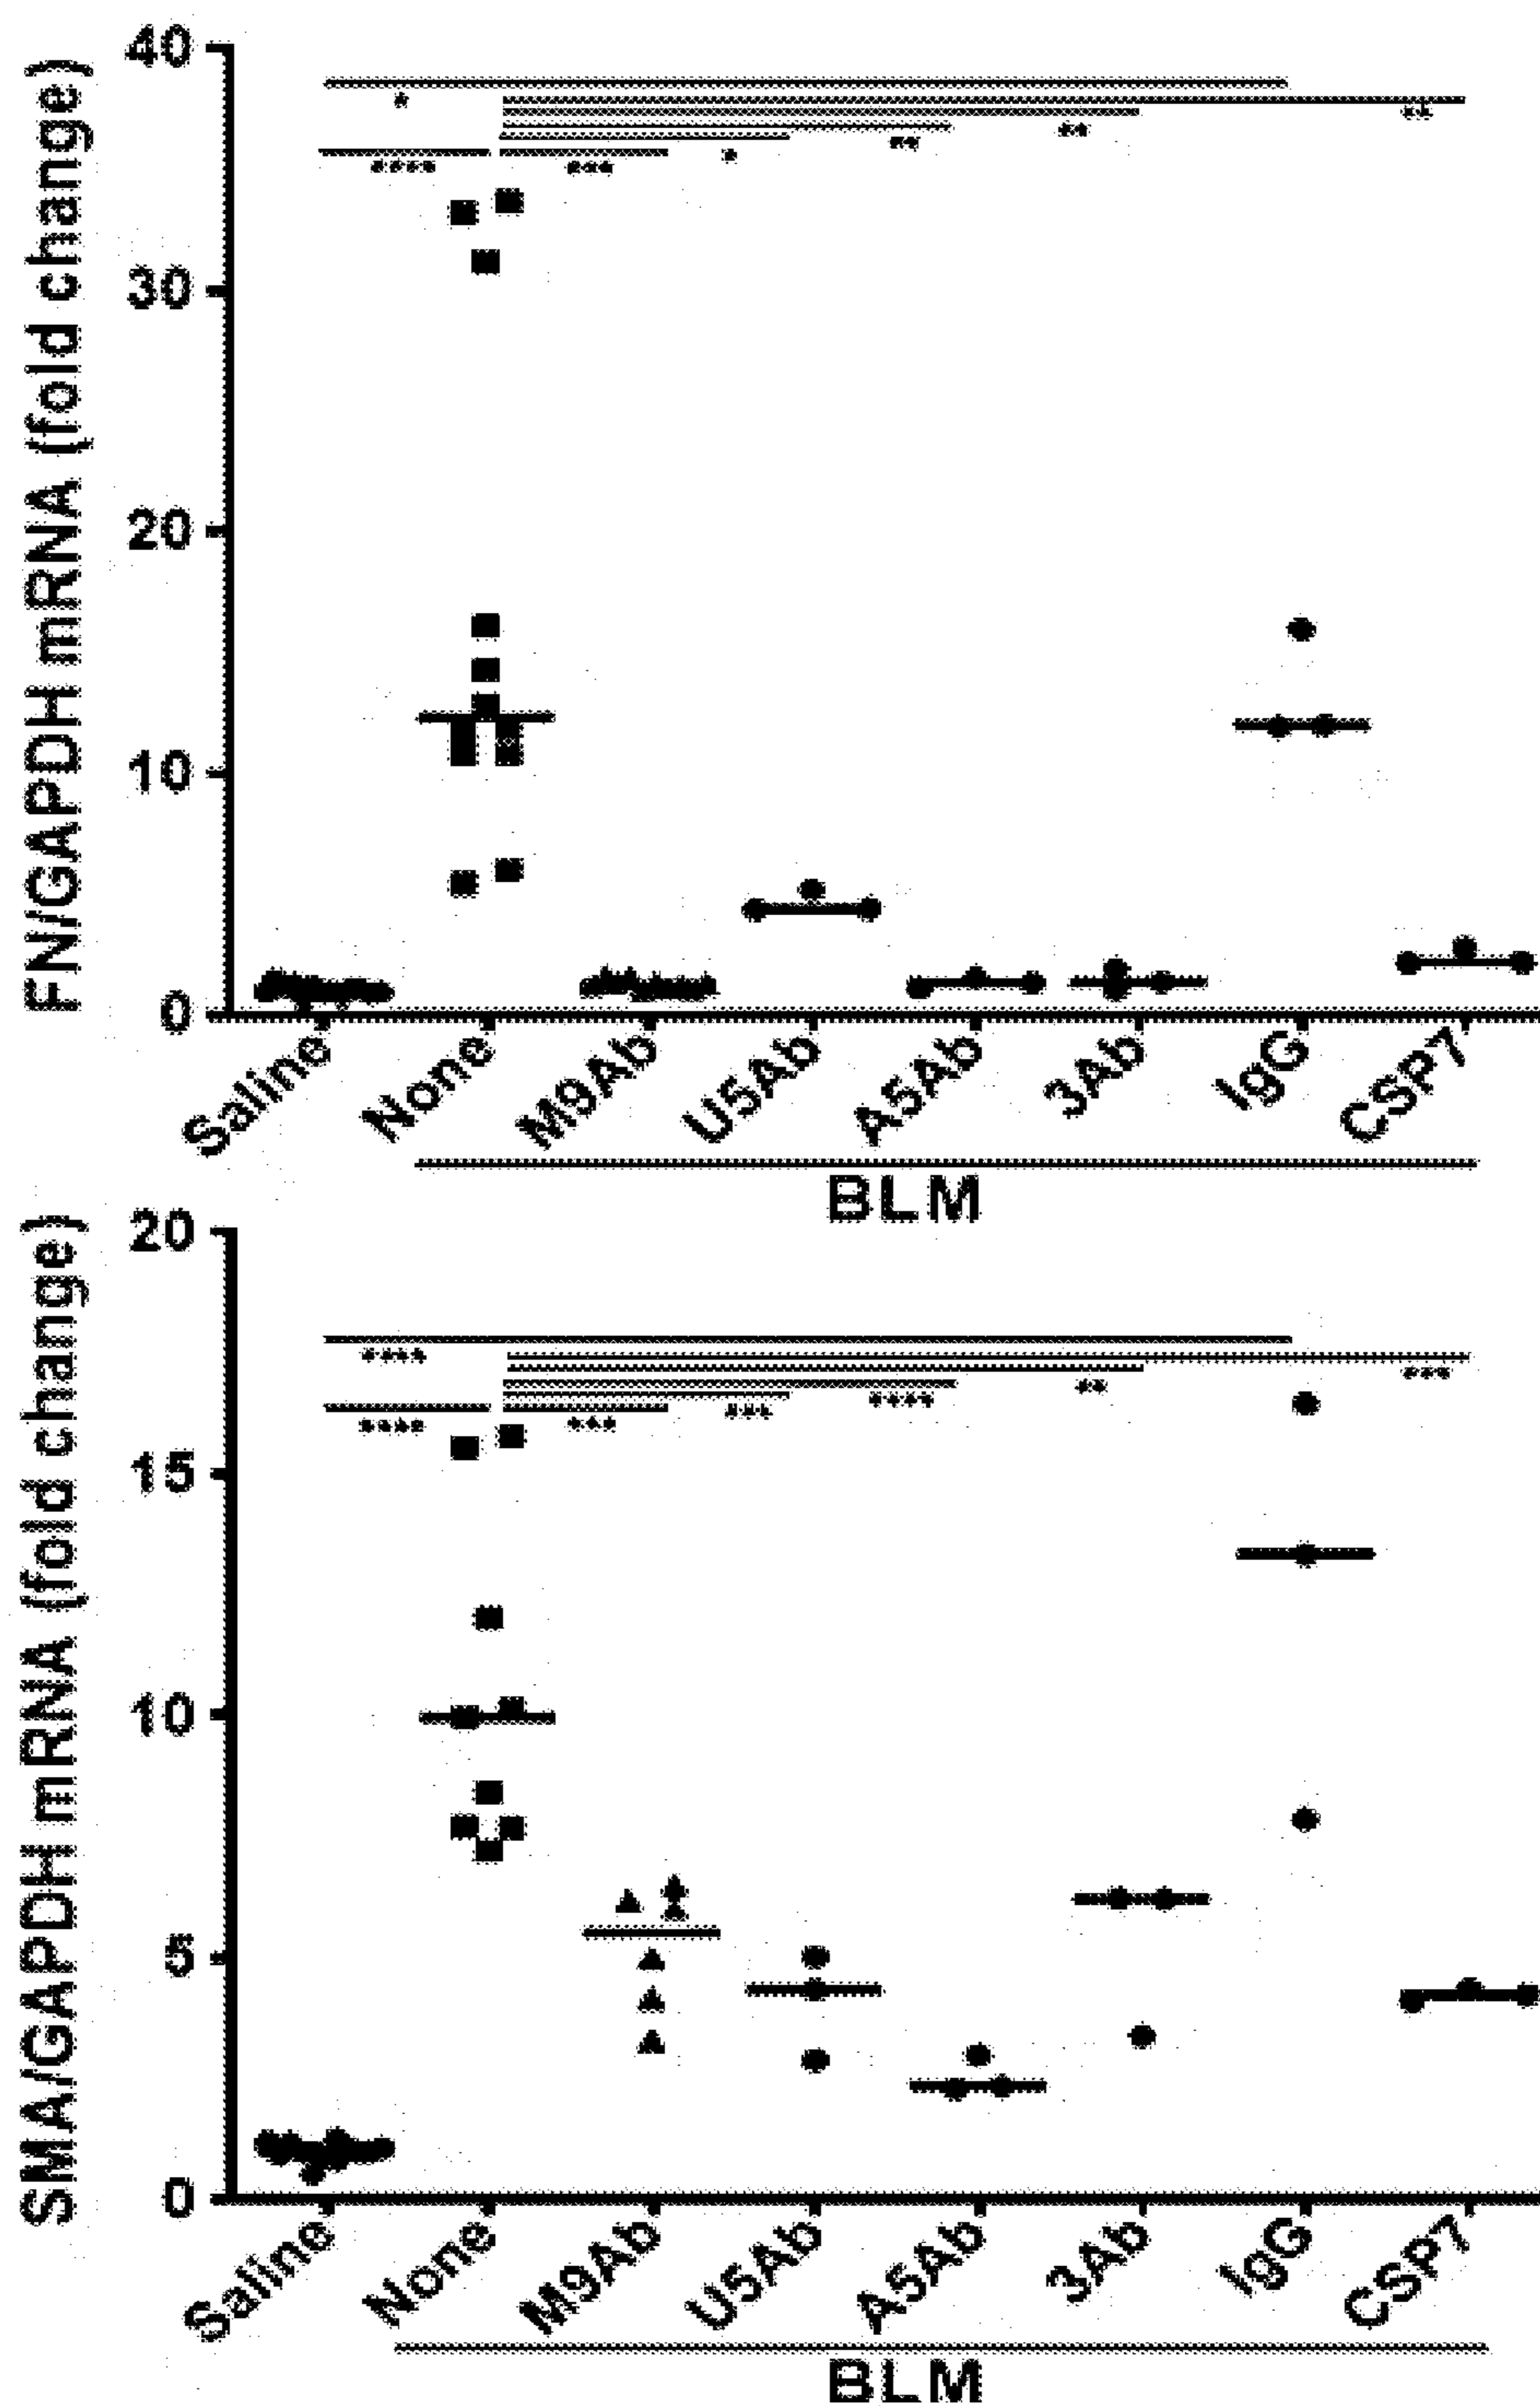 FN/GAPDH mRNA (fold change)
40
30
20
10
0
*
****
***
*
**
**
**
Saline
None
M9Ab
U5Ab
A5Ab
3Ab
IgG
CSP7
BLM
SMA/GAPDH mRNA (fold change)
20
15
10
5
0
****
****
***
***
****
**
***
Saline
None
M9Ab
U5Ab
A5Ab
3Ab
IgG
CSP7
BLM